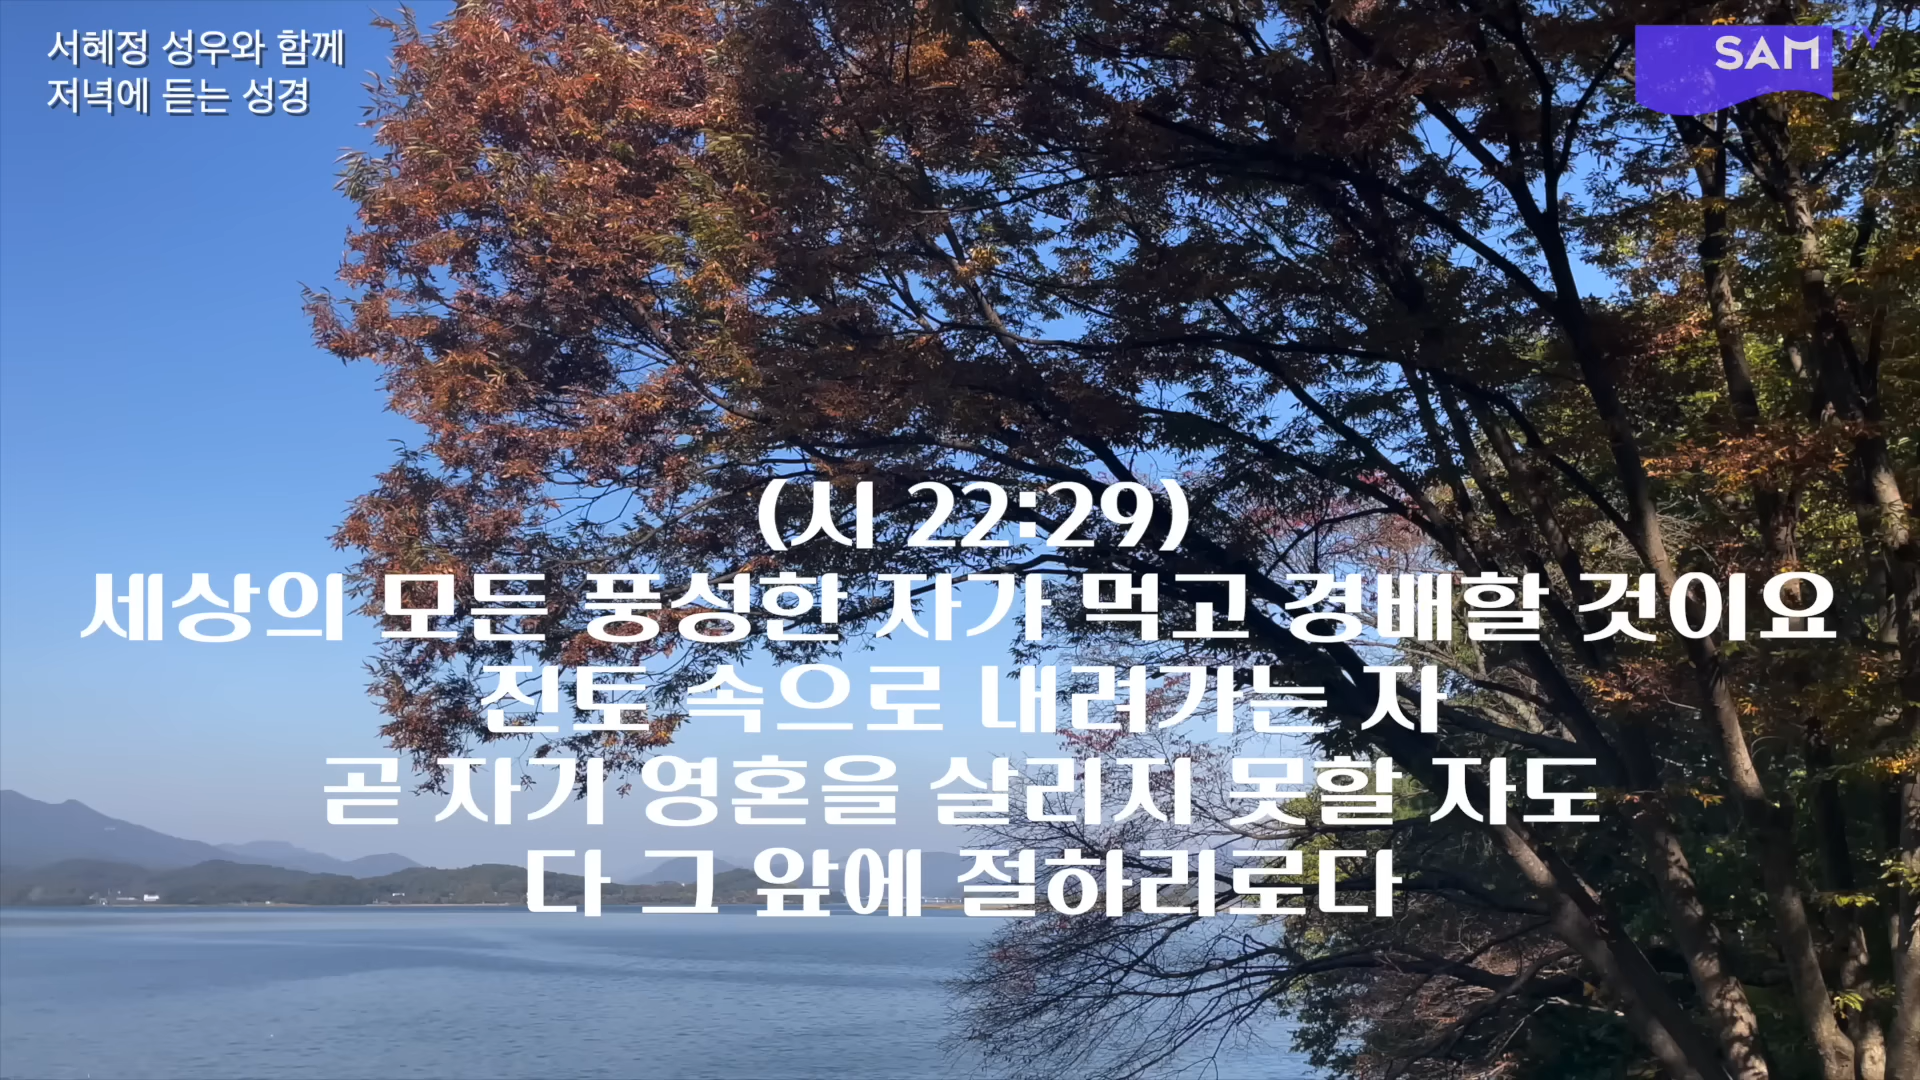 서혜정 성우와 함께
저녁에 듣는 성경
SAM TV
(시 22:29)
세상의 모든 풍성한 자가 먹고 경배할 것이요
진토 속으로 내려가는 자
곧 자기 영혼을 살리지 못할 자도
다 그 앞에 절하리로다